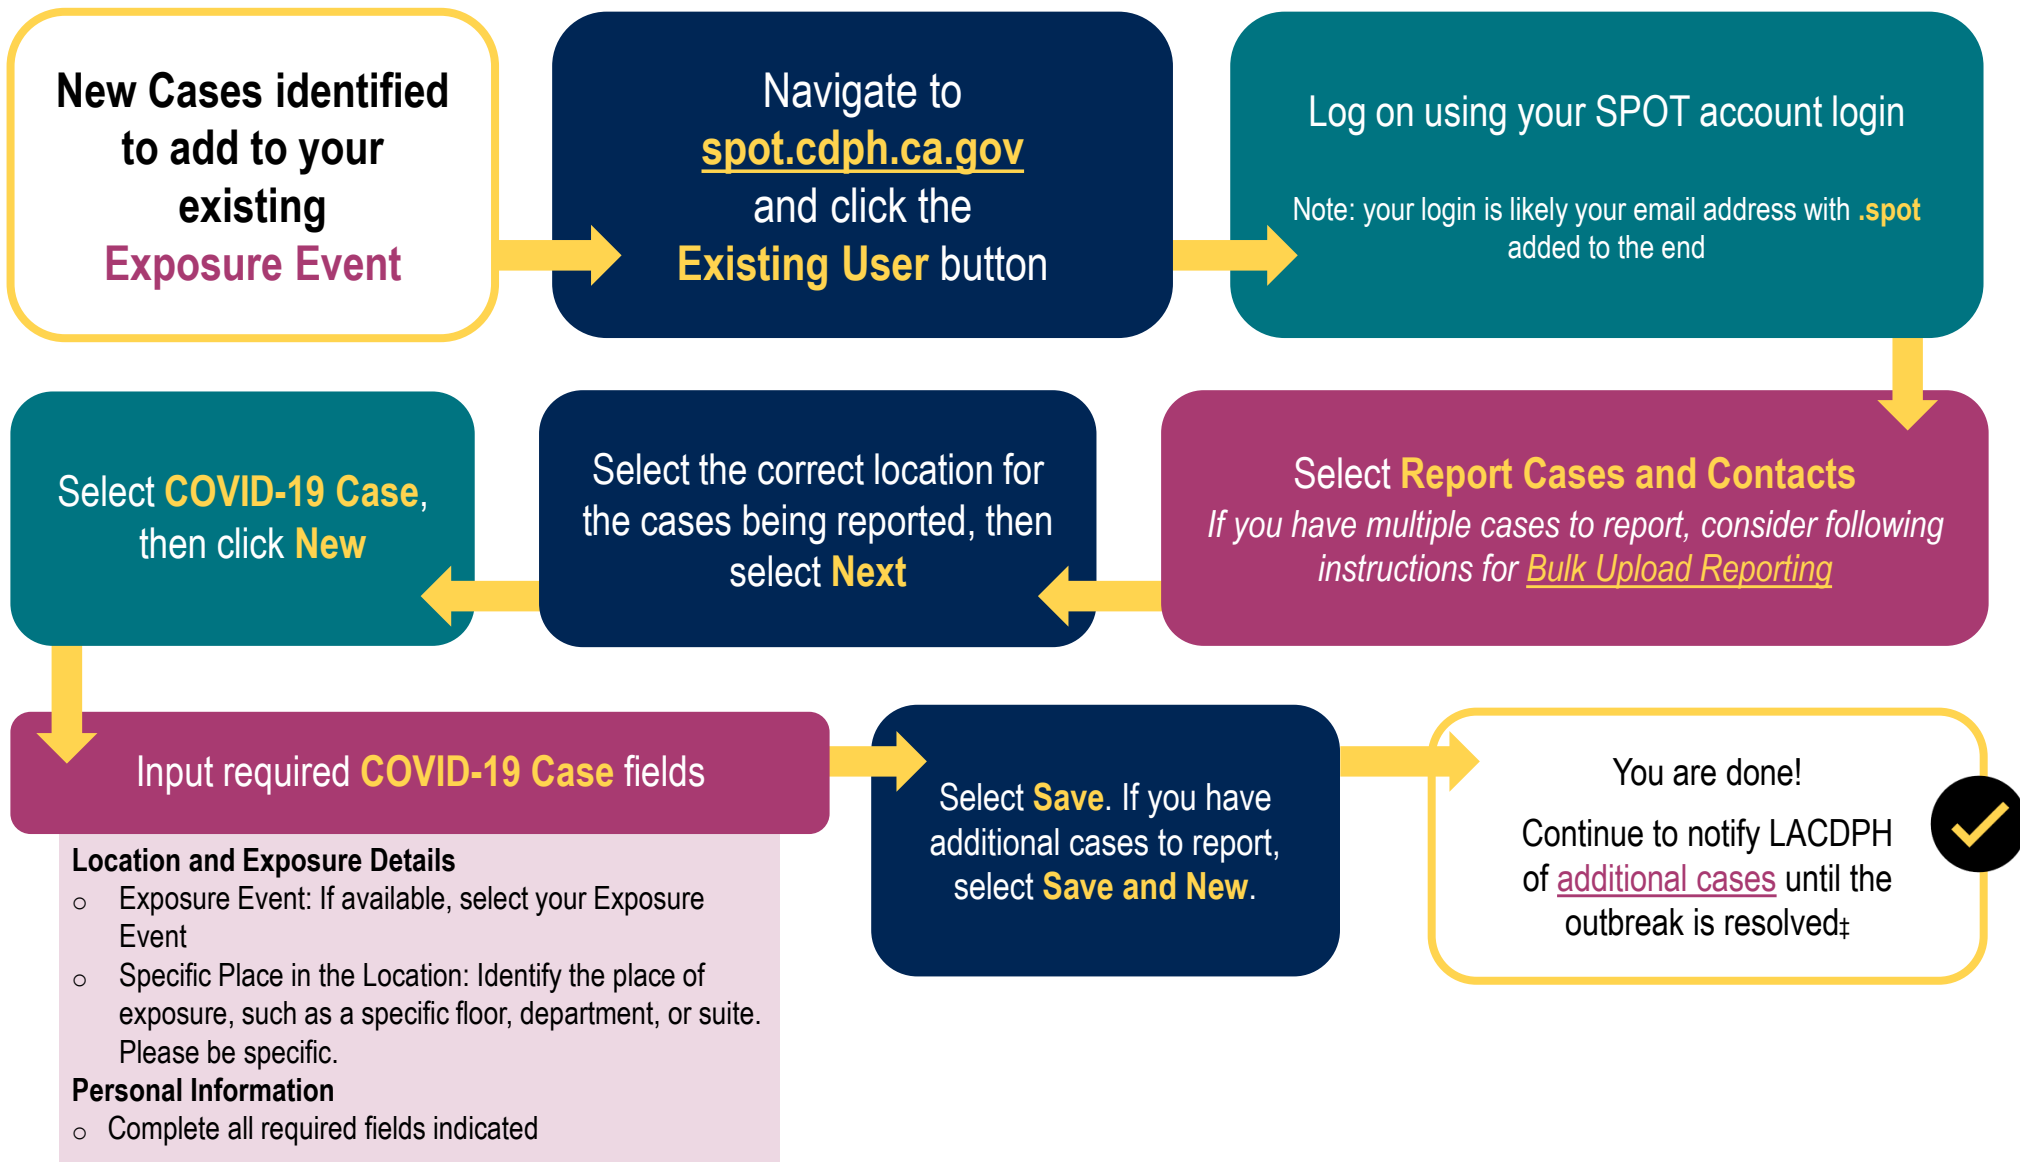 New Cases identified
to add to your
existing
Exposure Event
Navigate to
spot.cdph.ca.gov
and click the
Existing User button
Log on using your SPOT account login
Note: your login is likely your email address with .spot
added to the end
Select Report Cases and Contacts
If you have multiple cases to report, consider following
instructions for Bulk Upload Reporting
Select the correct location for
the cases being reported, then
select Next
Select COVID-19 Case,
then click New
Input required COVID-19 Case fields
Location and Exposure Details
○ Exposure Event: If available, select your Exposure
Event
○ Specific Place in the Location: Identify the place of
exposure, such as a specific floor, department, or suite.
Please be specific.
Personal Information
○ Complete all required fields indicated
Select Save. If you have
additional cases to report,
select Save and New.
You are done!
Continue to notify LACDPH
of additional cases until the
outbreak is resolved‡